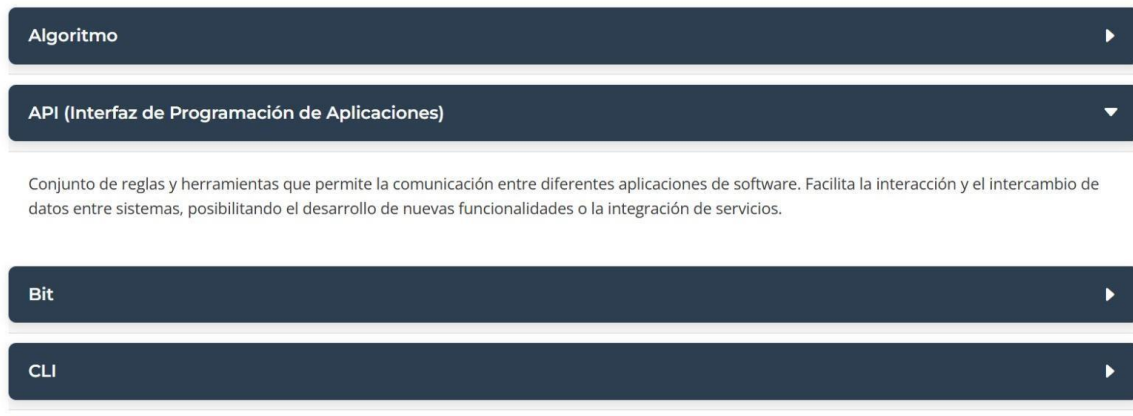 Algoritmo
API (Interfaz de Programación de Aplicaciones)
Conjunto de reglas y herramientas que permite la comunicación entre diferentes aplicaciones de software. Facilita la interacción y el intercambio de
datos entre sistemas, posibilitando el desarrollo de nuevas funcionalidades o la integración de servicios.
Bit
CLI